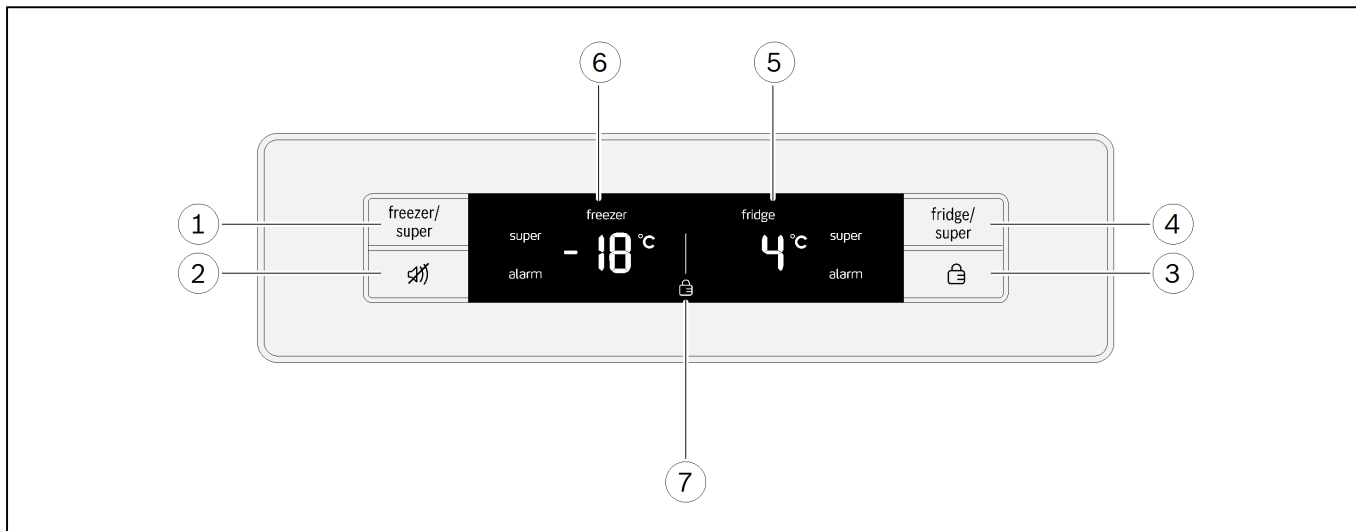 6 5
1 freezer/ super
2
freezer
super -18 °C
alarm
fridge
4 °C super
alarm
fridge/ super 4
3
7